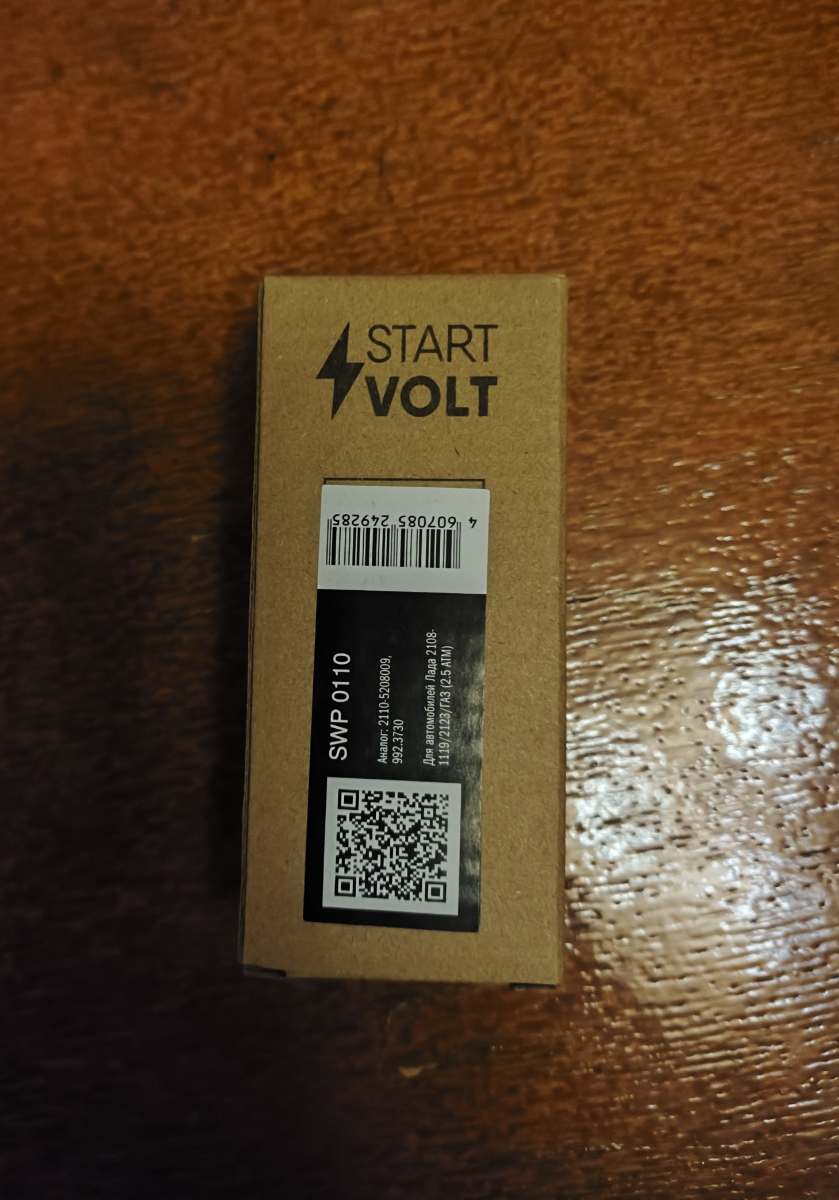 START
VOLT
4 607085 249285
SWP 0110
Аналог: 2110-5208009,
992.3730
Для автомобилей Лада 2108-
1119/2123/ГАЗ (2.5 АТМ)